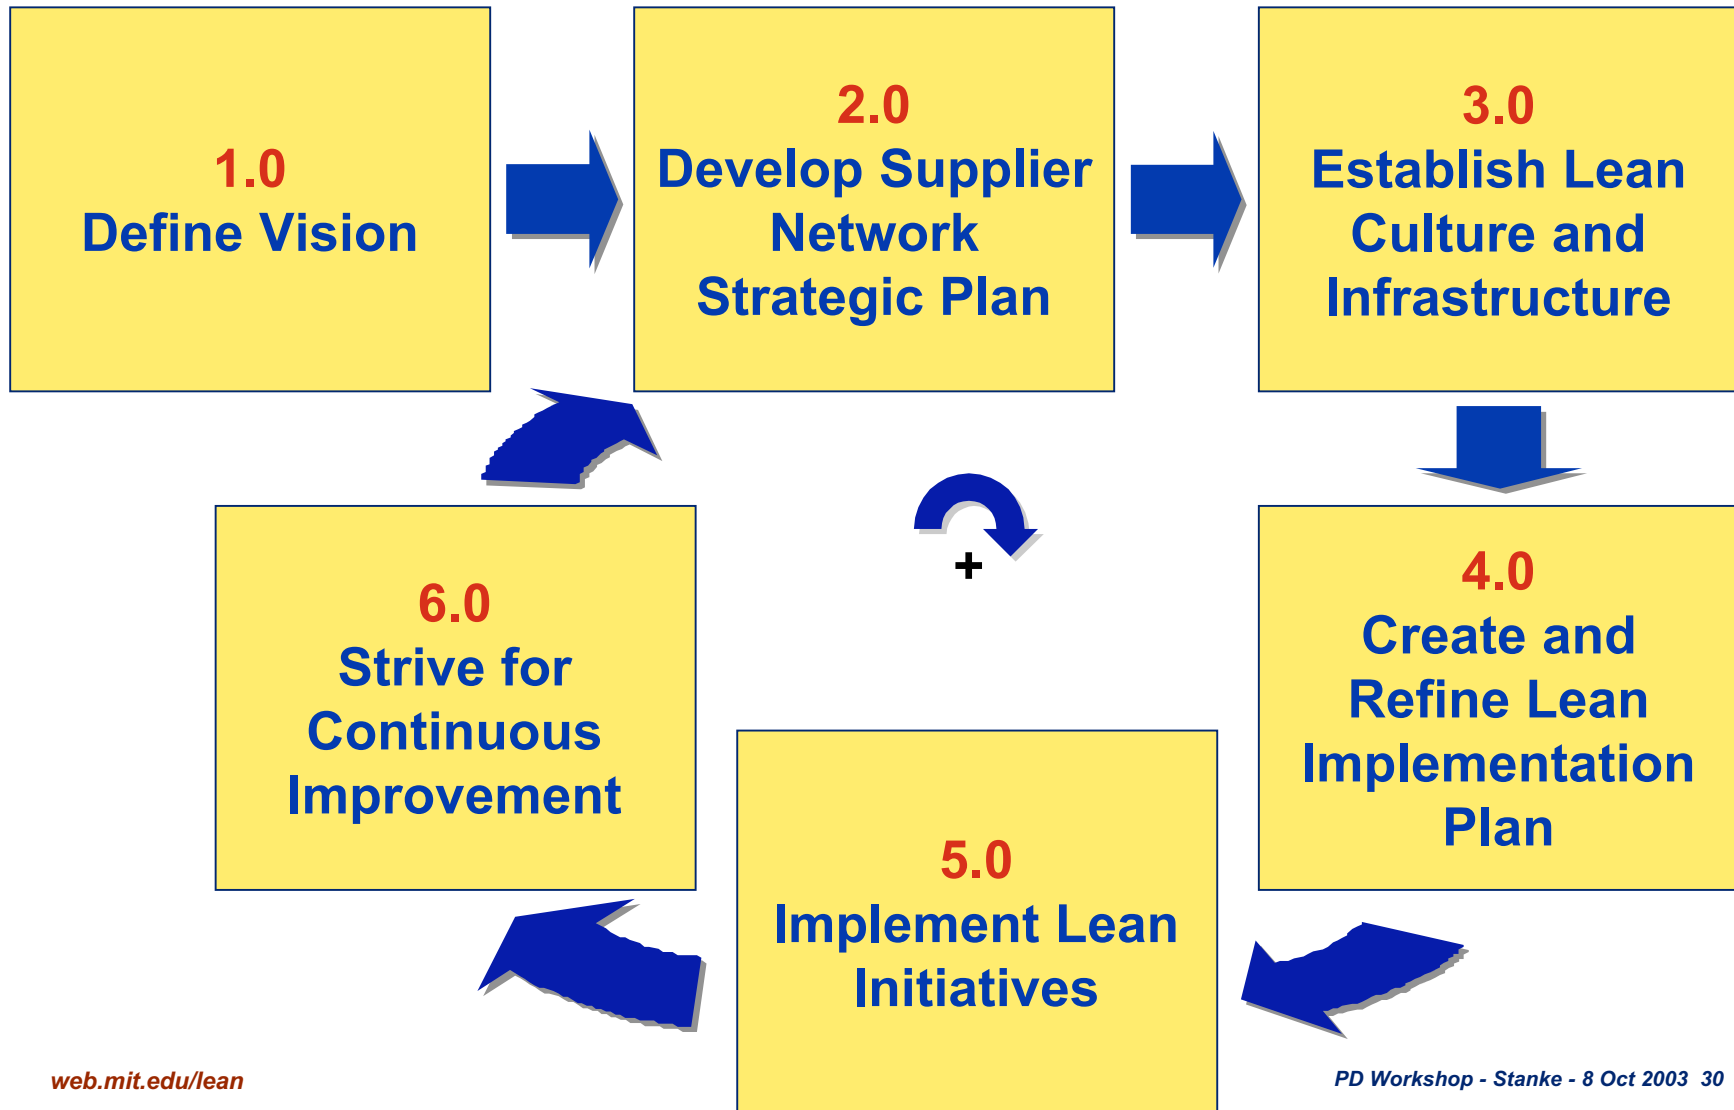 1.0
Define Vision
2.0
Develop Supplier
Network
Strategic Plan
3.0
Establish Lean
Culture and
Infrastructure
4.0
Create and
Refine Lean
Implementation
Plan
5.0
Implement Lean
Initiatives
6.0
Strive for
Continuous
Improvement
+
web.mit.edu/lean
PD Workshop - Stanke - 8 Oct 2003 30